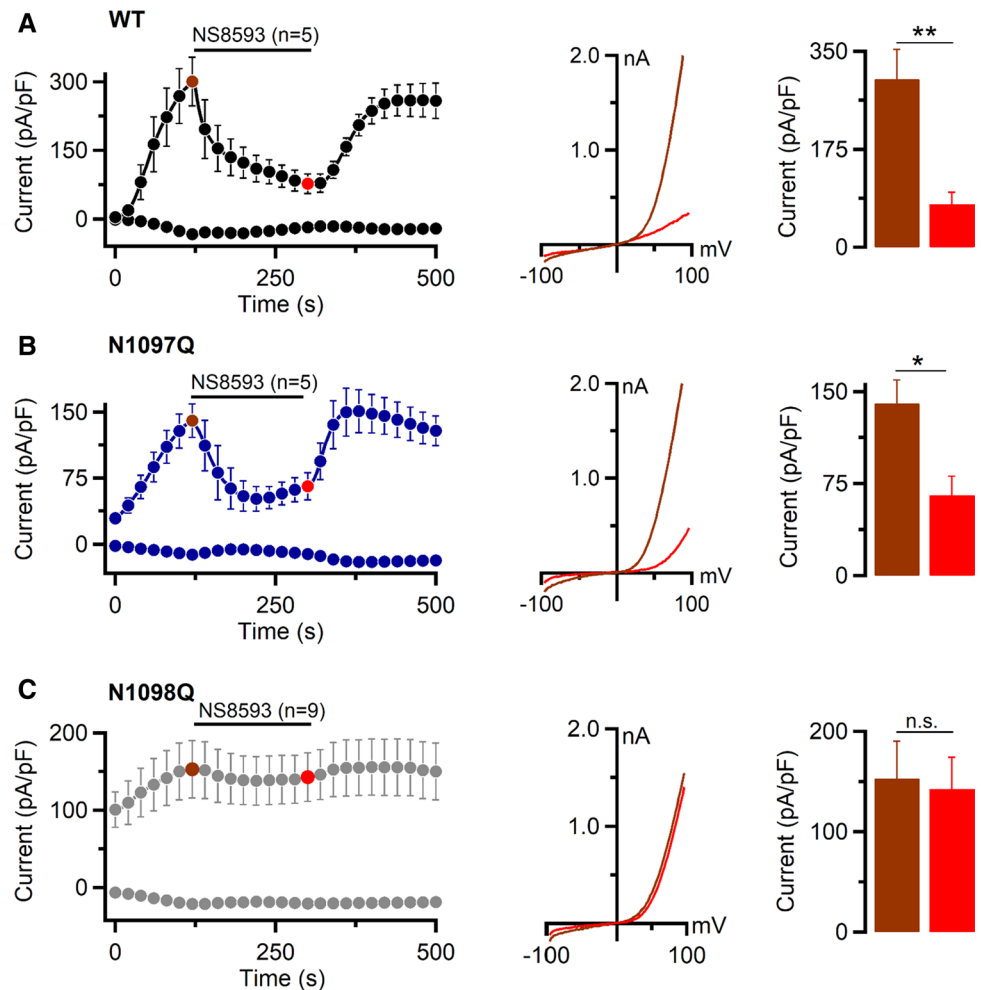 A
WT
NS8593 (n=5)
Current (pA/pF)
300
150
0
0
250
500
Time (s)
2.0
nA
1.0
mV
-100
100
**
Current (pA/pF)
350
175
0
B
N1097Q
NS8593 (n=5)
Current (pA/pF)
150
75
0
0
250
500
Time (s)
2.0
nA
1.0
mV
-100
100
*
Current (pA/pF)
150
75
0
C
N1098Q
NS8593 (n=9)
Current (pA/pF)
200
100
0
0
250
500
Time (s)
2.0
nA
1.0
mV
-100
100
n.s.
Current (pA/pF)
200
100
0